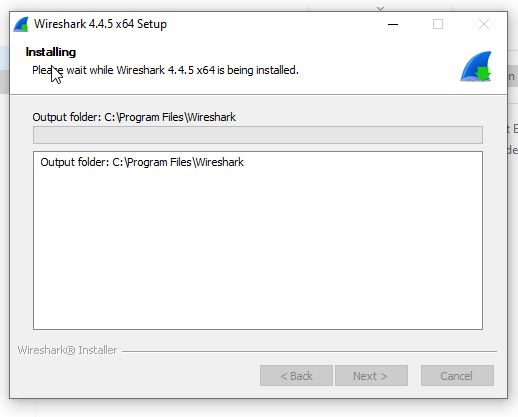 Wireshark 4.4.5 x64 Setup
Installing
Please wait while Wireshark 4.4.5 x64 is being installed.
Output folder: C:\Program Files\Wireshark
Output folder: C:\Program Files\Wireshark
Wireshark® Installer
< Back
Next >
Cancel